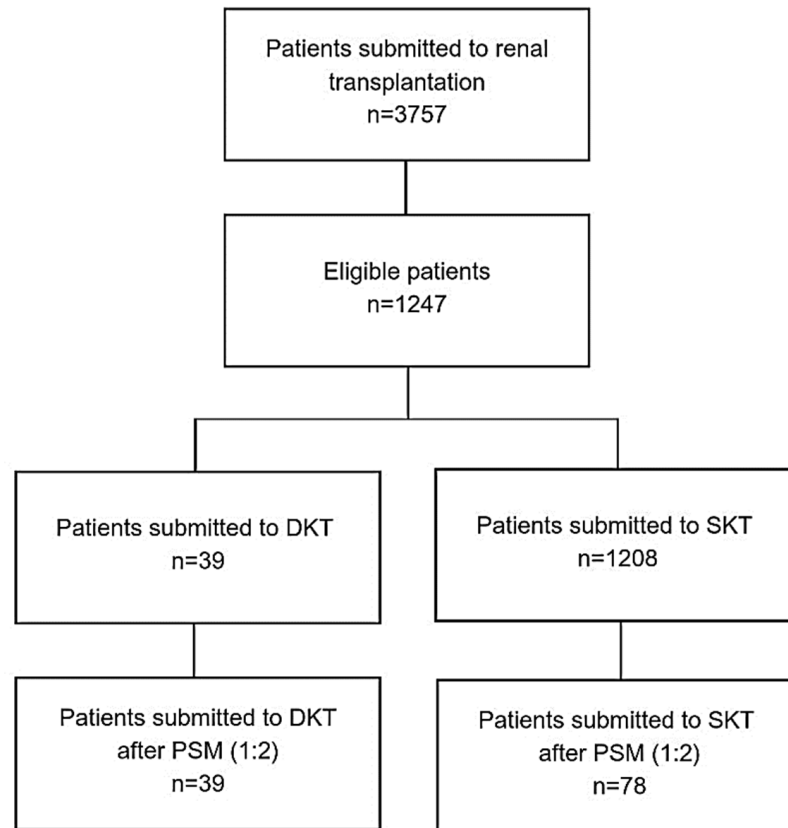 Patients submitted to renal
transplantation
n=3757
Eligible patients
n=1247
Patients submitted to DKT
n=39
Patients submitted to SKT
n=1208
Patients submitted to DKT
after PSM (1:2)
n=39
Patients submitted to SKT
after PSM (1:2)
n=78